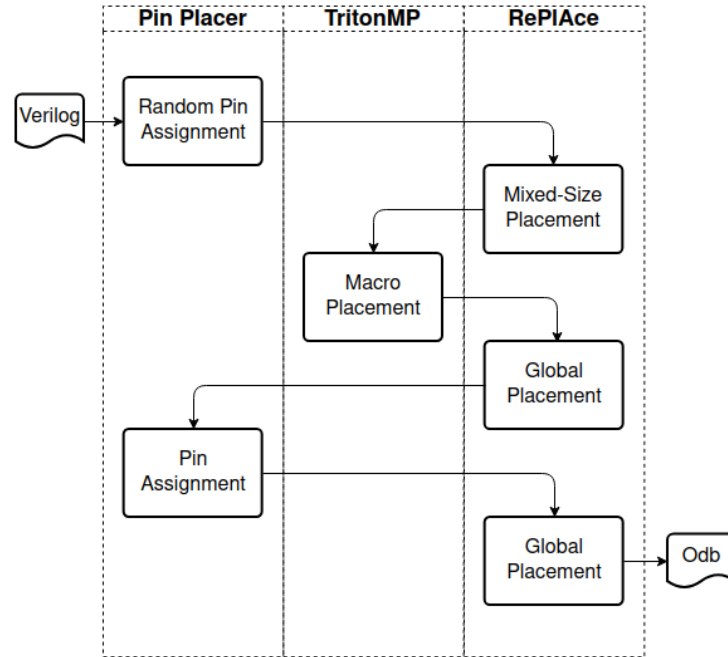 Pin Placer
TritonMP
RePlAce
Verilog
Random Pin
Assignment
Mixed-Size
Placement
Macro
Placement
Global
Placement
Pin
Assignment
Global
Placement
Odb